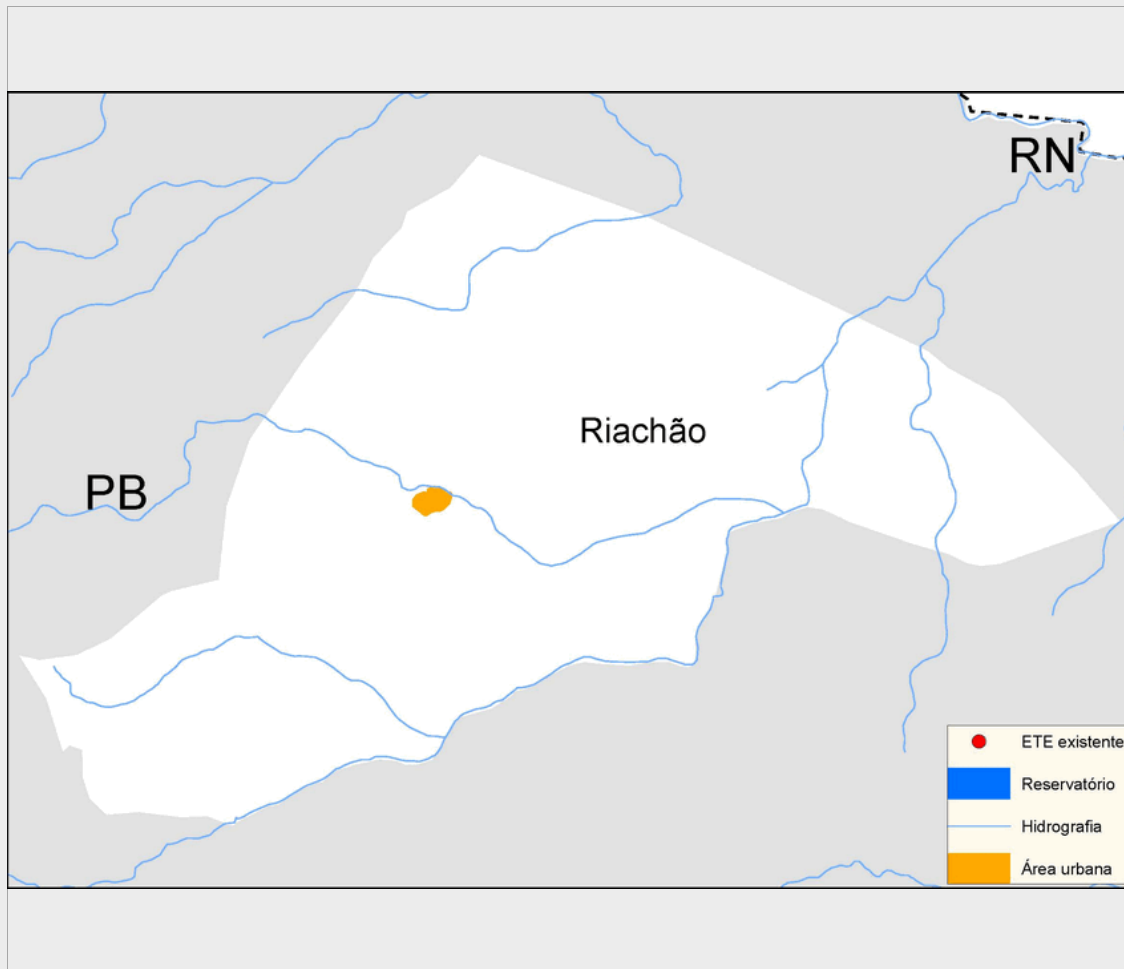 RN
Riachão
PB
ETE existente
Reservatório
Hidrografia
Área urbana